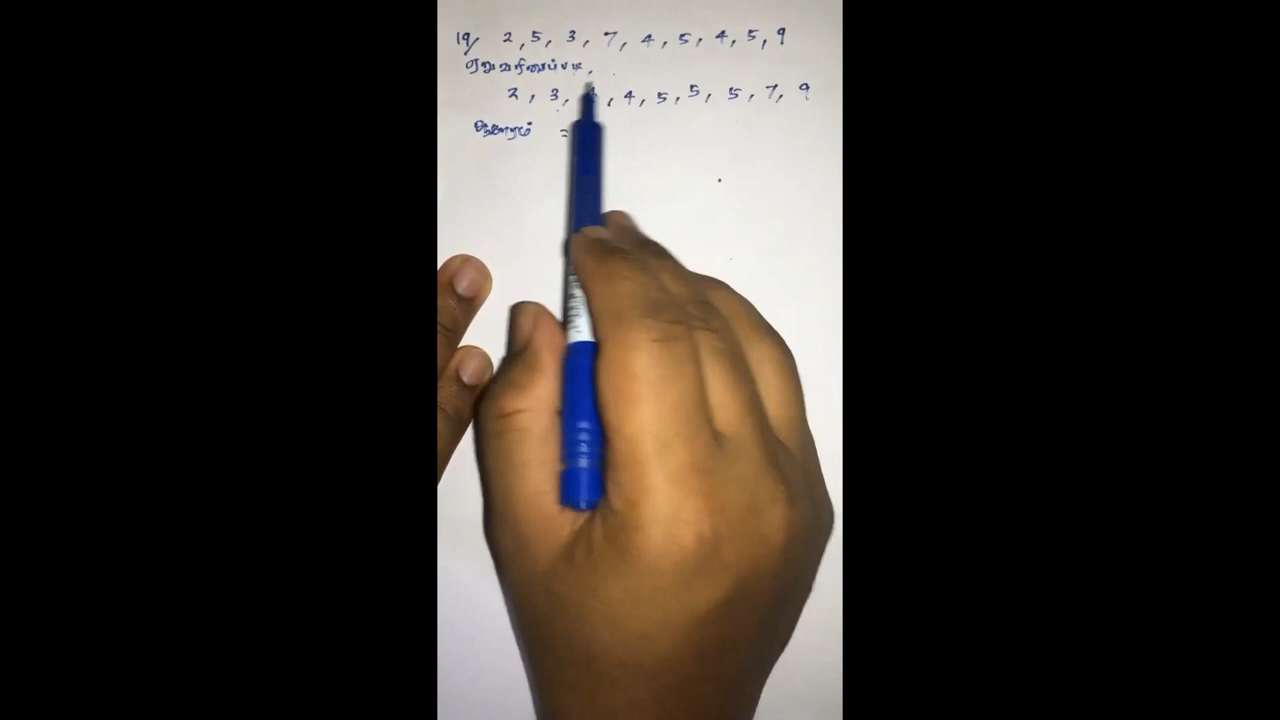 19/ 2, 5, 3, 7, 4, 5, 4, 5, 9
ஏறுவரிசைப்படி,
2, 3, 4, 4, 5, 5, 5, 7, 9
=